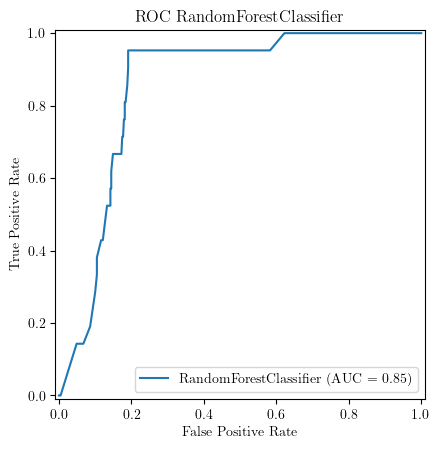 ROC RandomForestClassifier
1.0
0.8
0.6
0.4
0.2
0.0
True Positive Rate
RandomForestClassifier (AUC = 0.85)
0.0 0.2 0.4 0.6 0.8 1.0
False Positive Rate